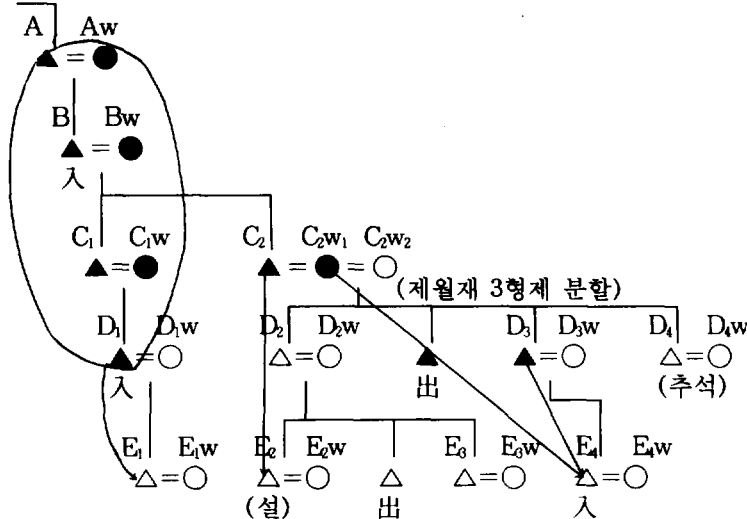 A Aw
=
B Bw
=
入
C₁ C₁w C₂ C₂w₁ C₂w₂
= = =
(제월재 3형제 분할)
D₁ D₁w D₂ D₂w D₃ D₃w D₄ D₄w
= = = =
入 出 (추석)
E₁ E₁w E₂ E₂w E₃ E₃w E₄ E₄w
= = = =
(설) 出 入